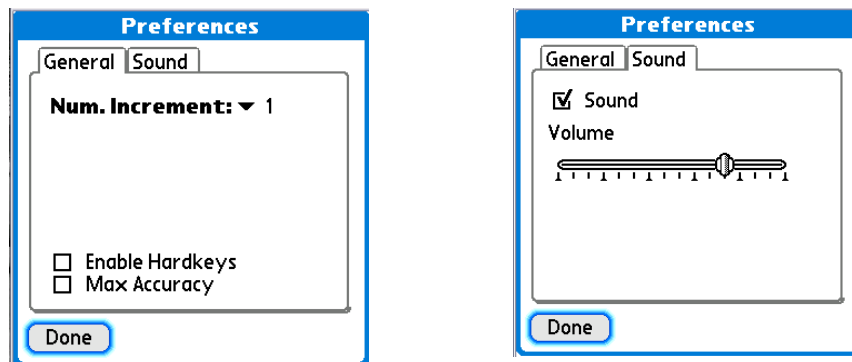 Preferences
General Sound
Num. Increment: 1
Enable Hardkeys
Max Accuracy
Done
Preferences
General Sound
Sound
Volume
Done